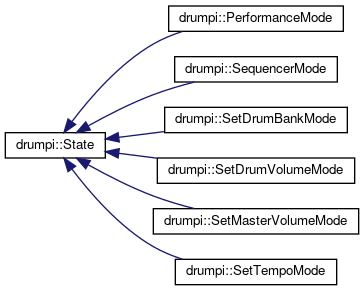 drumpi::PerformanceMode
drumpi::SequencerMode
drumpi::SetDrumBankMode
drumpi::State
drumpi::SetDrumVolumeMode
drumpi::SetMasterVolumeMode
drumpi::SetTempoMode